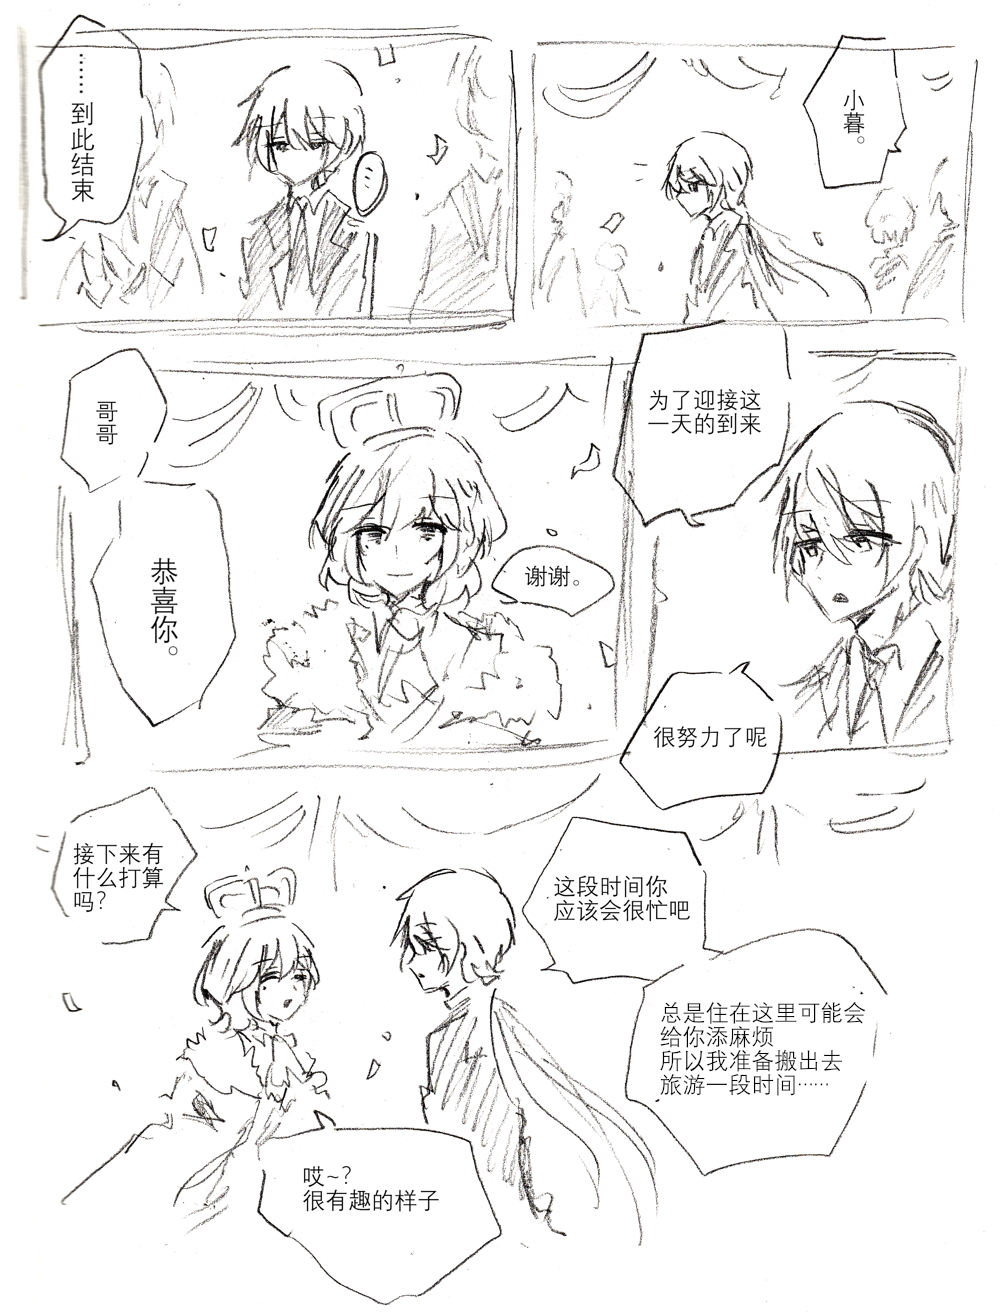 ……到此结束
…
小暮。
哥哥
恭喜你。
谢谢。
为了迎接这
一天的到来
很努力了呢
接下来有
什么打算
吗？
这段时间你
应该会很忙吧
总是住在这里可能会
给你添麻烦
所以我准备搬出去
旅游一段时间……
哎~？
很有趣的样子